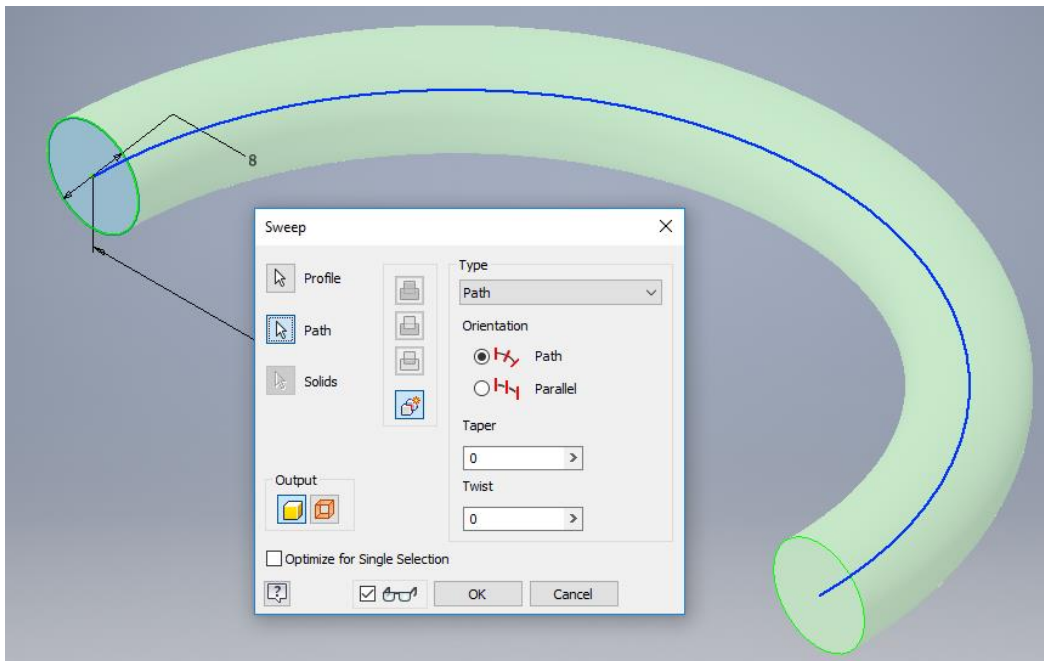 8
Sweep
Profile
Path
Solids
Output
Type
Path
Orientation
Path
Parallel
Taper
0
Twist
0
Optimize for Single Selection
?
OK
Cancel